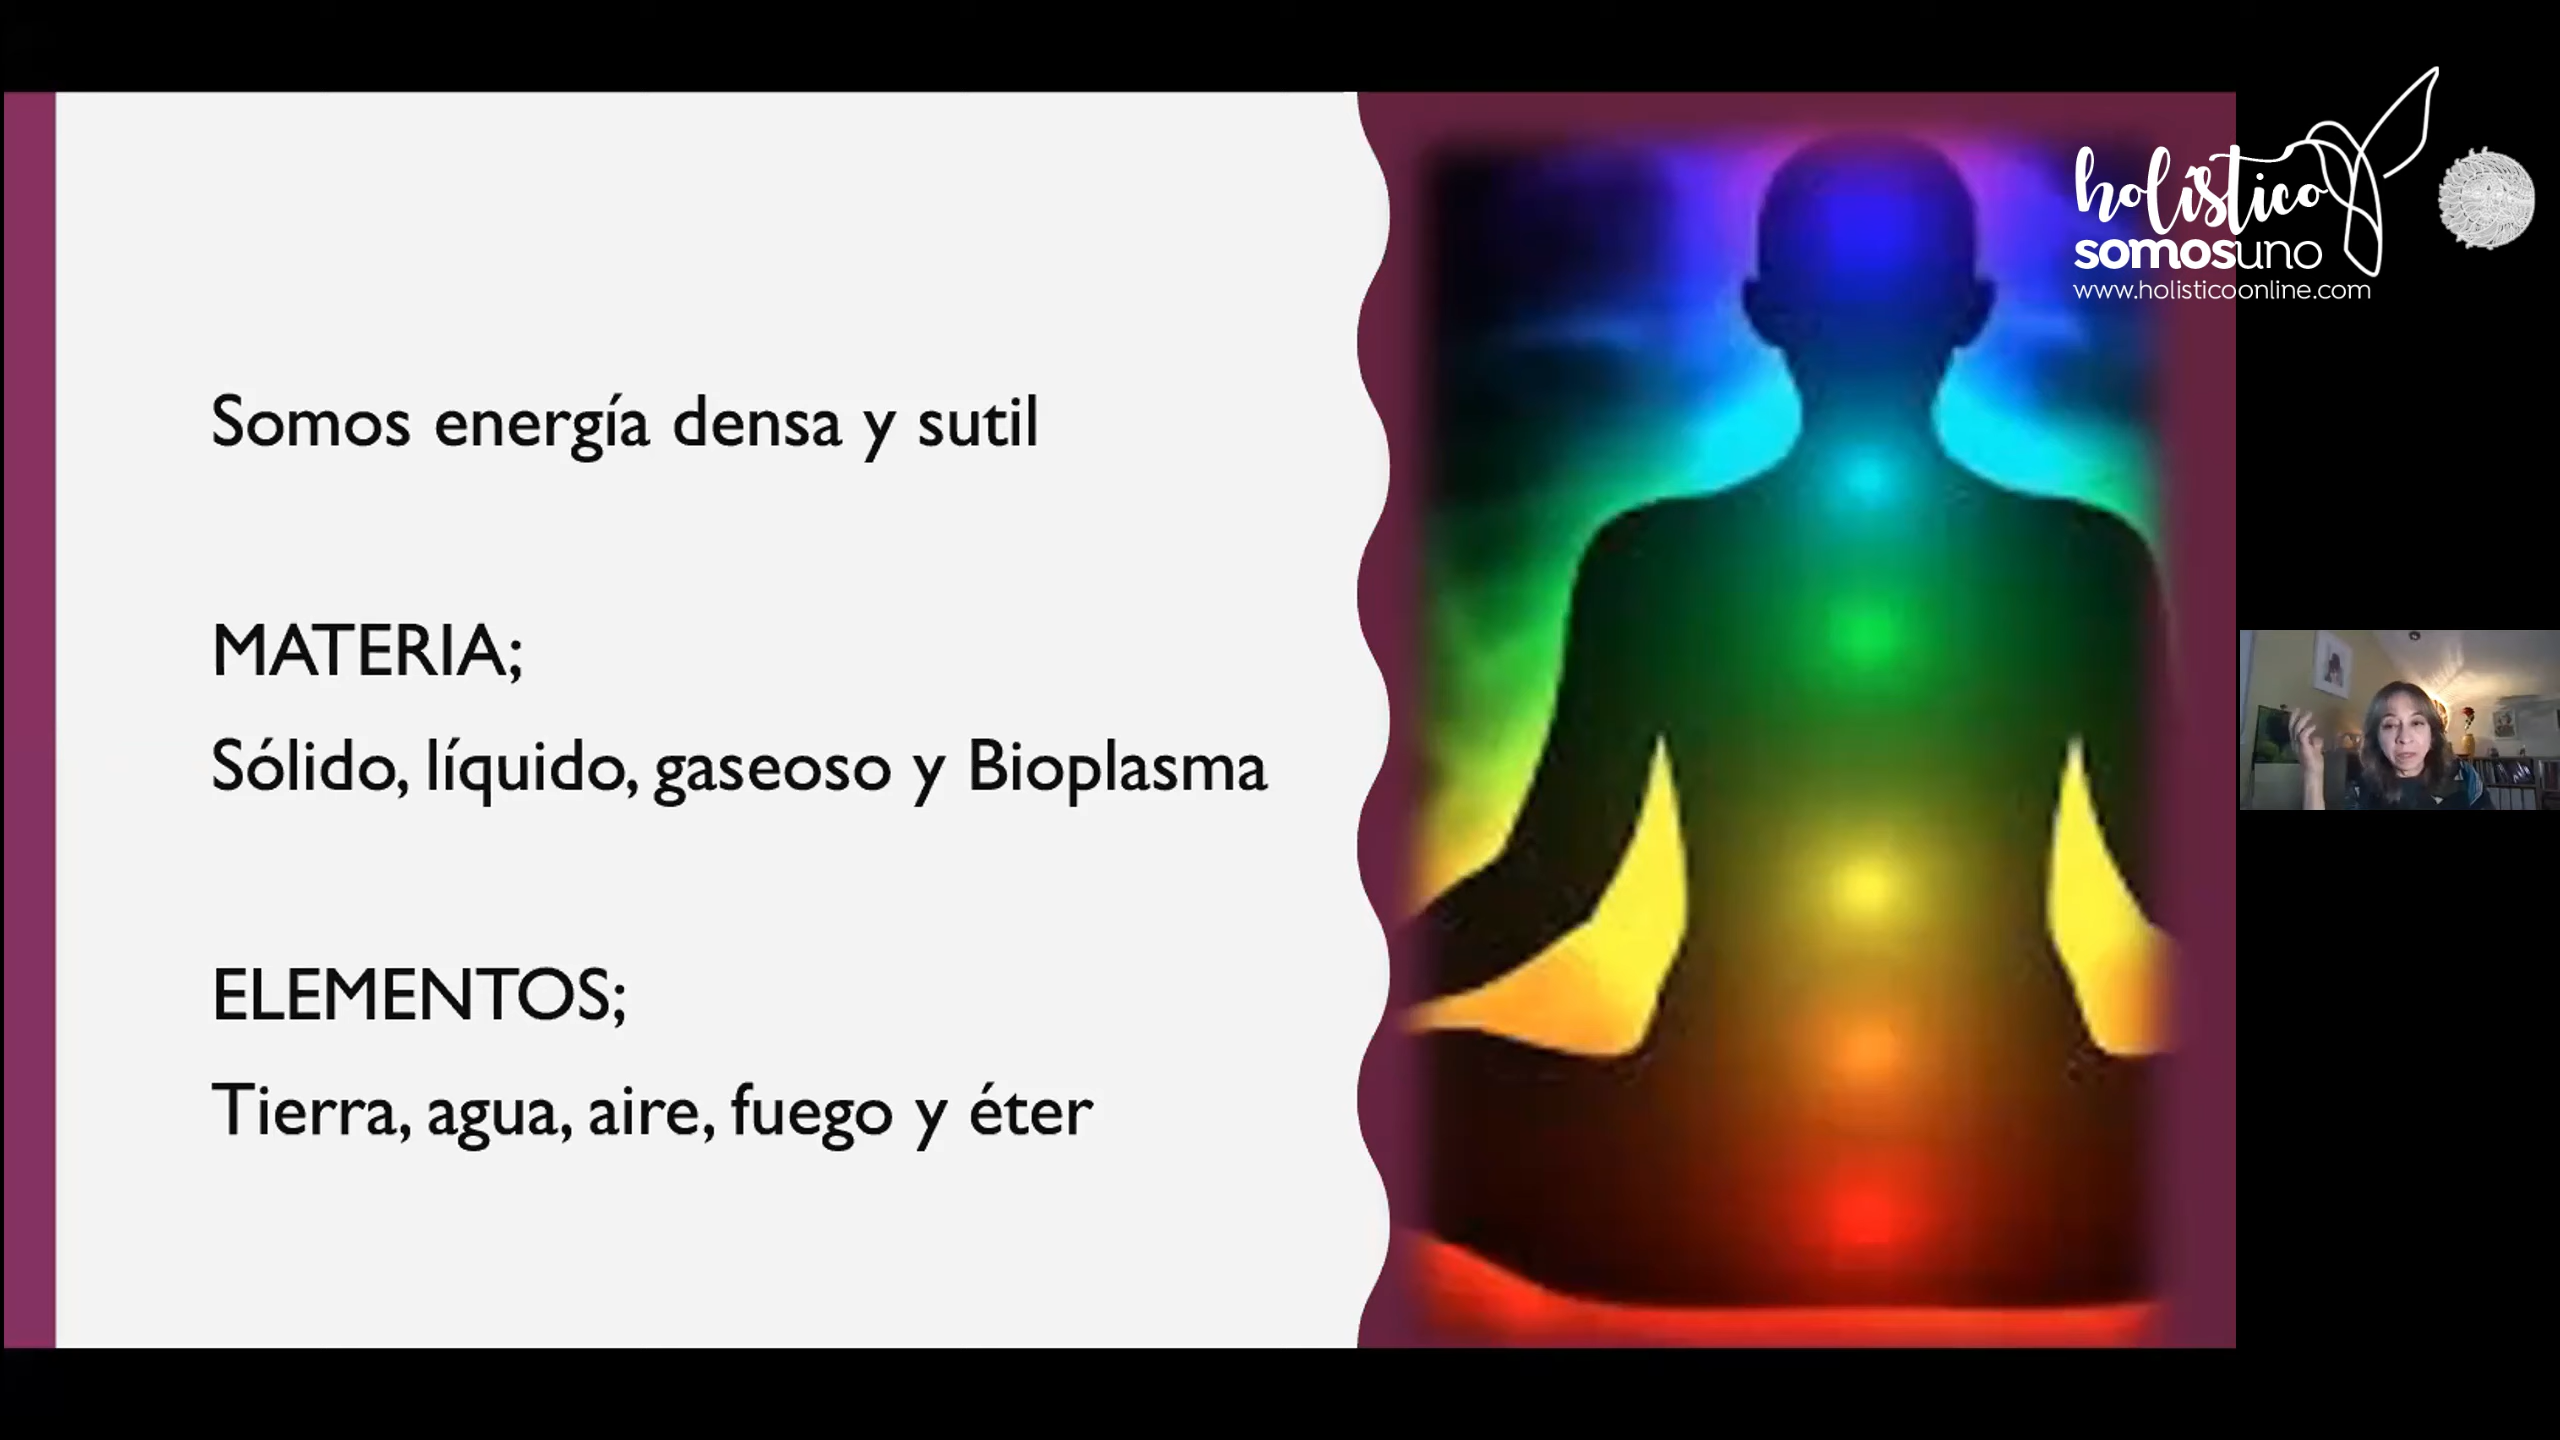 Somos energía densa y sutil
MATERIA;
Sólido, líquido, gaseoso y Bioplasma
ELEMENTOS;
Tierra, agua, aire, fuego y éter
holístico
somosuno
www.holisticoonline.com